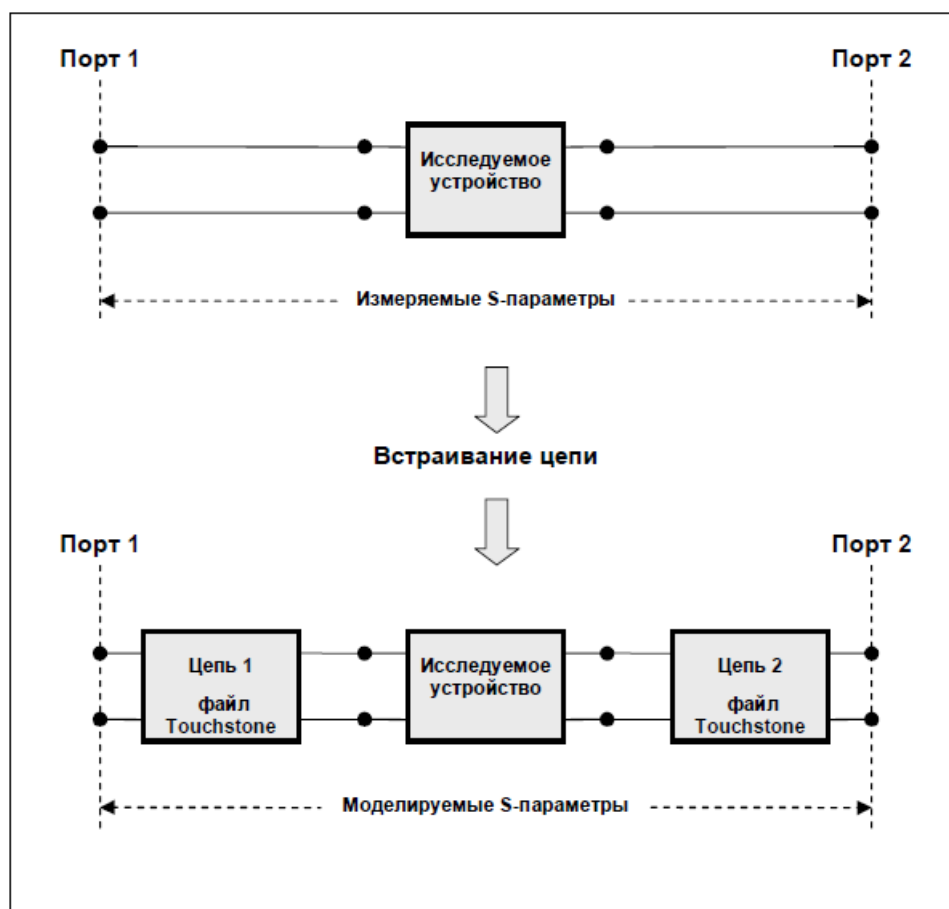 Порт 1
Порт 2
Исследуемое
устройство
Измеряемые S-параметры
Встраивание цепи
Порт 1
Порт 2
Цепь 1
файл
Touchstone
Исследуемое
устройство
Цепь 2
файл
Touchstone
Моделируемые S-параметры